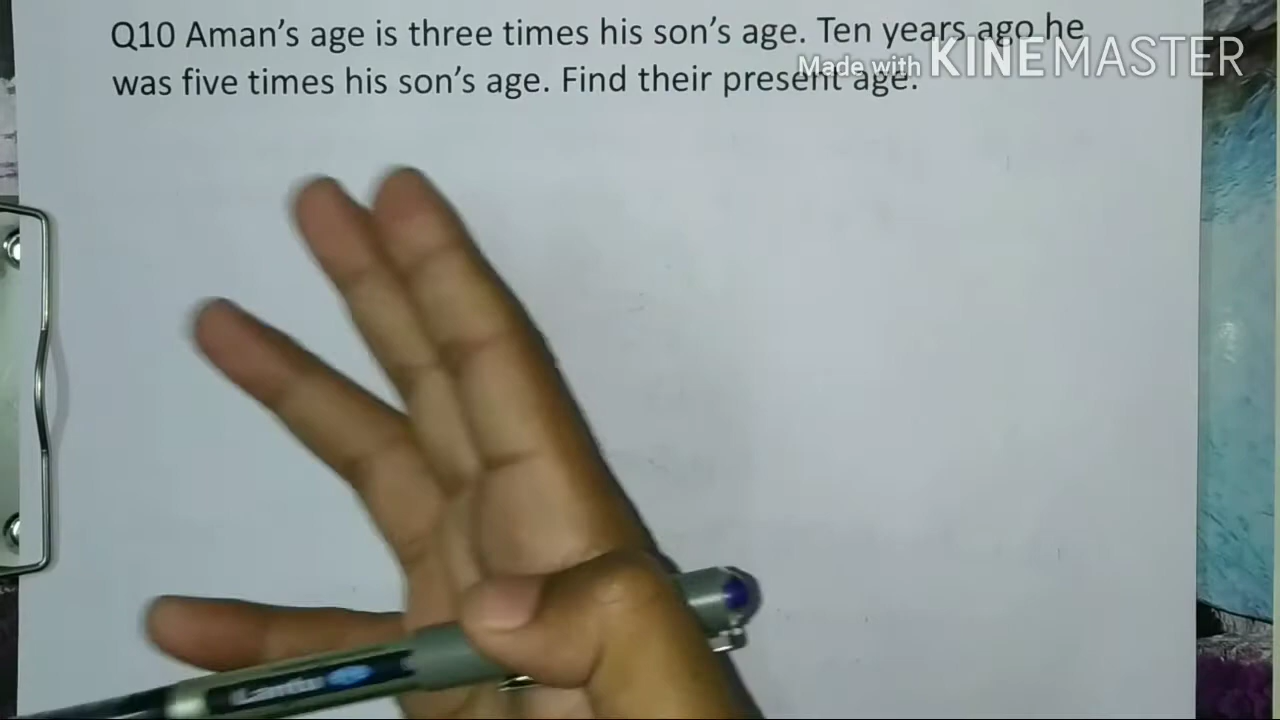 Q10 Aman’s age is three times his son’s age. Ten years ago he
was five times his son’s age. Find their present age.
Made with KINEMASTER